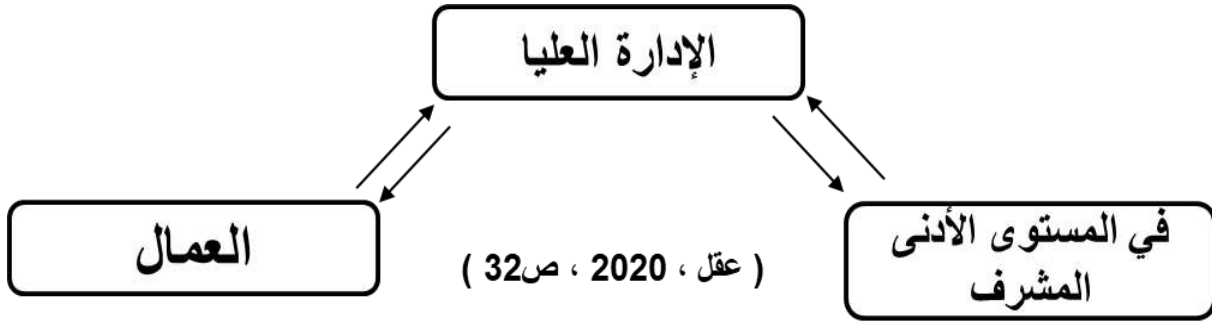 الإدارة العليا
في المستوى الأدنى
المشرف
العمال
( عقل ، 2020 ، ص32 )